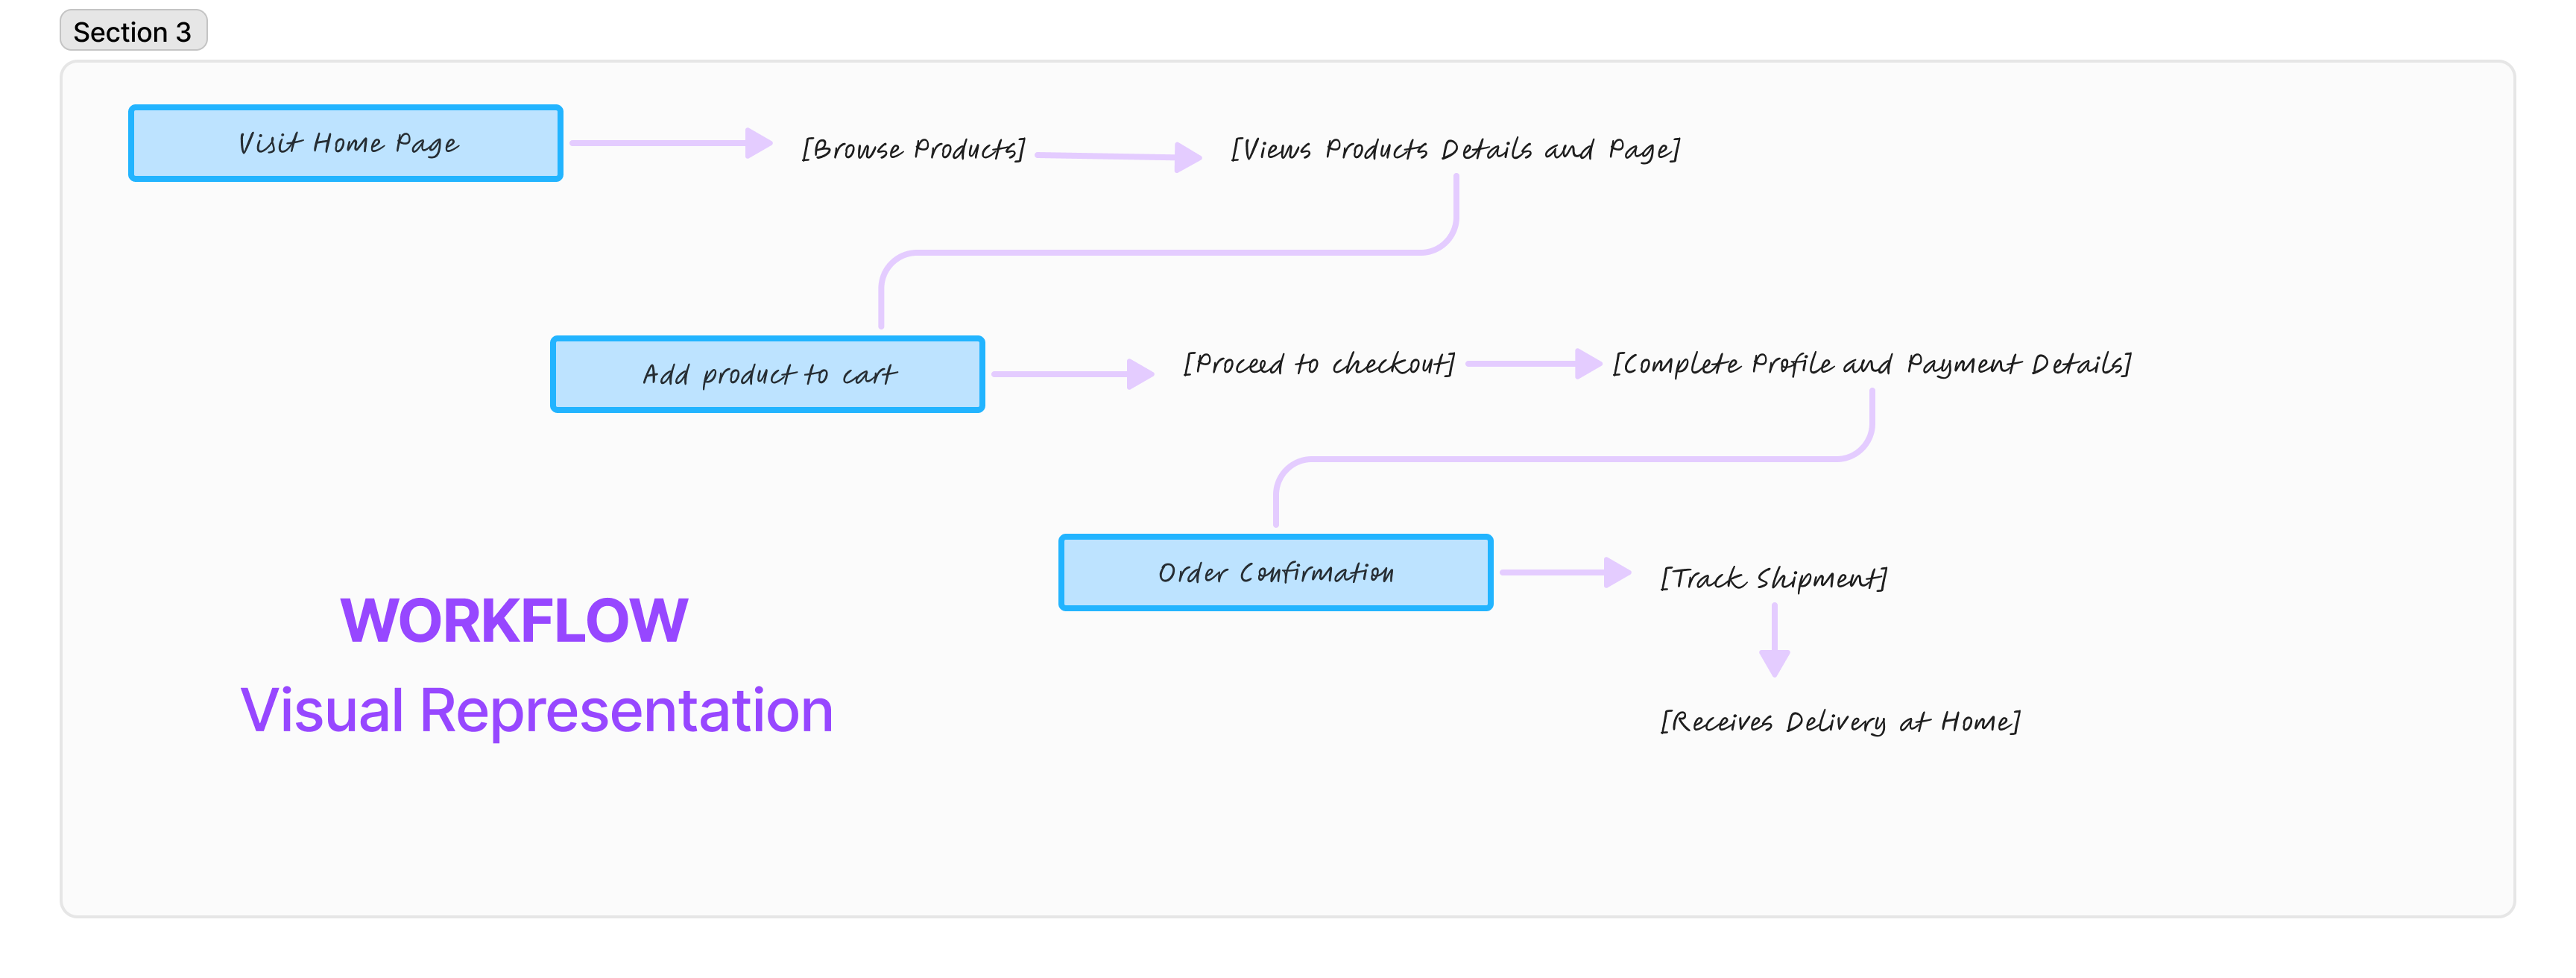 Section 3
Visit Home Page
[Browse Products]
[Views Products Details and Page]
Add product to cart
[Proceed to checkout]
[Complete Profile and Payment Details]
Order Confirmation
[Track Shipment]
WORKFLOW
Visual Representation
[Receives Delivery at Home]